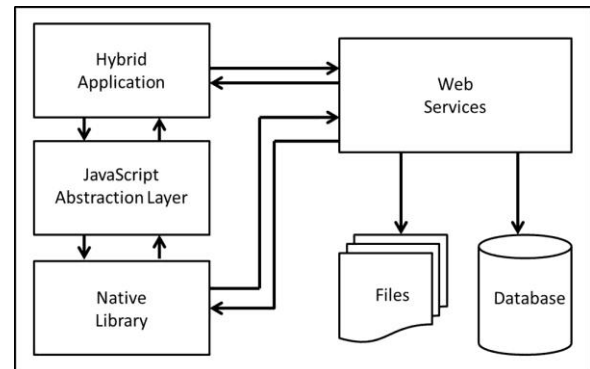 Hybrid
Application
Web
Services
JavaScript
Abstraction Layer
Native
Library
Files
Database